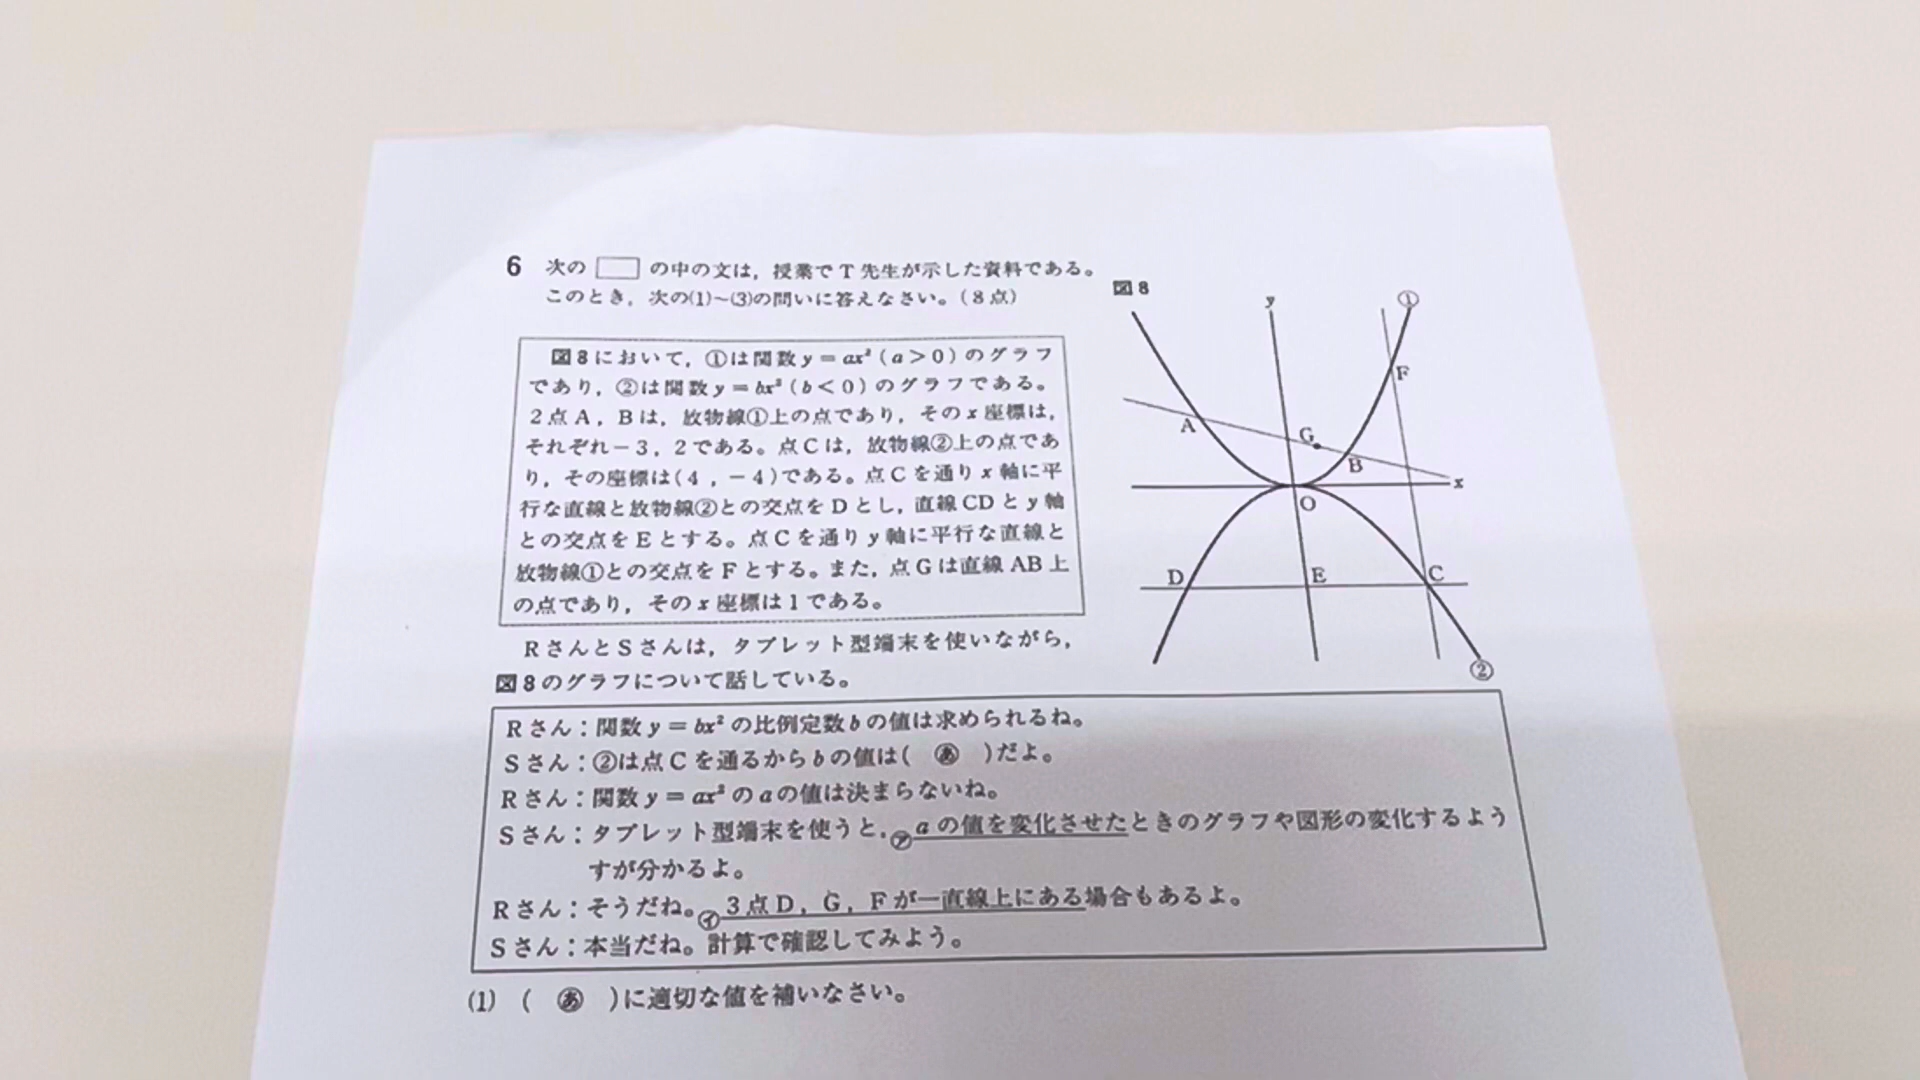 6 次の □ の中の文は，授業でT先生が示した資料である。
このとき，次の(1)～(3)の問いに答えなさい。(8点)
図8において，①は関数y＝ax²（a＞0）のグラフ
であり，②は関数y＝bx²（b＜0）のグラフである。
2点A，Bは，放物線①上の点であり，そのx座標は，
それぞれ－3，2である。点Cは，放物線②上の点であ
り，その座標は(4，－4)である。点Cを通りx軸に平
行な直線と放物線②との交点をDとし，直線CDとy軸
との交点をEとする。点Cを通りy軸に平行な直線と
放物線①との交点をFとする。また，点Gは直線AB上
の点であり，そのx座標は1である。
RさんとSさんは，タブレット型端末を使いながら，
図8のグラフについて話している。
図8
y
①
F
A
G
B
x
O
D
E
C
②
Rさん：関数y＝bx²の比例定数bの値は求められるね。
Sさん：②は点Cを通るからbの値は( あ )だよ。
Rさん：関数y＝ax²のaの値は決まらないね。
Sさん：タブレット型端末を使うと，㋐aの値を変化させたときのグラフや図形の変化するよう
すが分かるよ。
Rさん：そうだね。㋑3点D，G，Fが一直線上にある場合もあるよ。
Sさん：本当だね。計算で確認してみよう。
(1) ( あ )に適切な値を補いなさい。